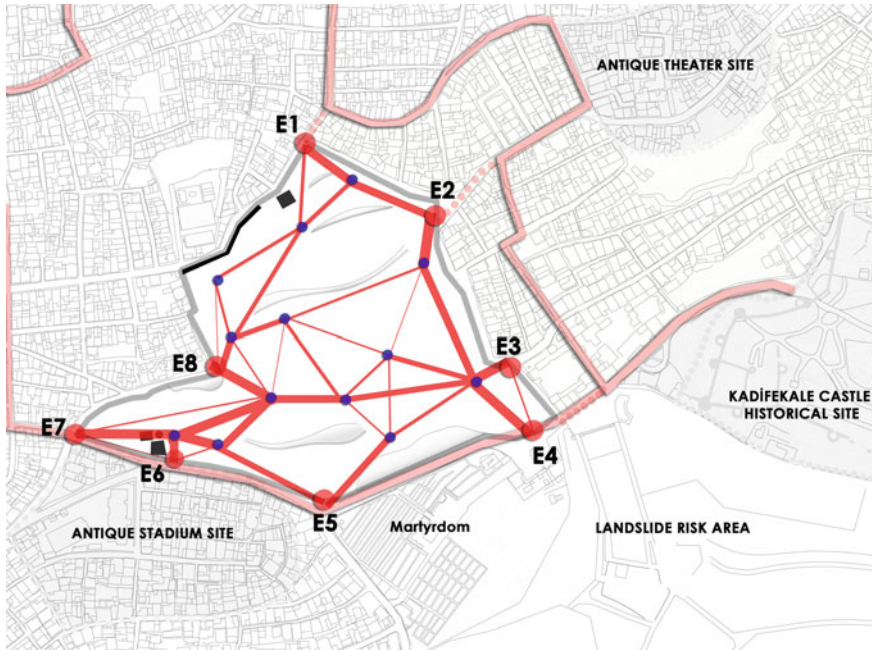 ANTIQUE THEATER SITE
E1
E2
E3
E8
KADİFEKALE CASTLE
HISTORICAL SITE
E7
E6
E4
E5
ANTIQUE STADIUM SITE
Martyrdom
LANDSLIDE RISK AREA